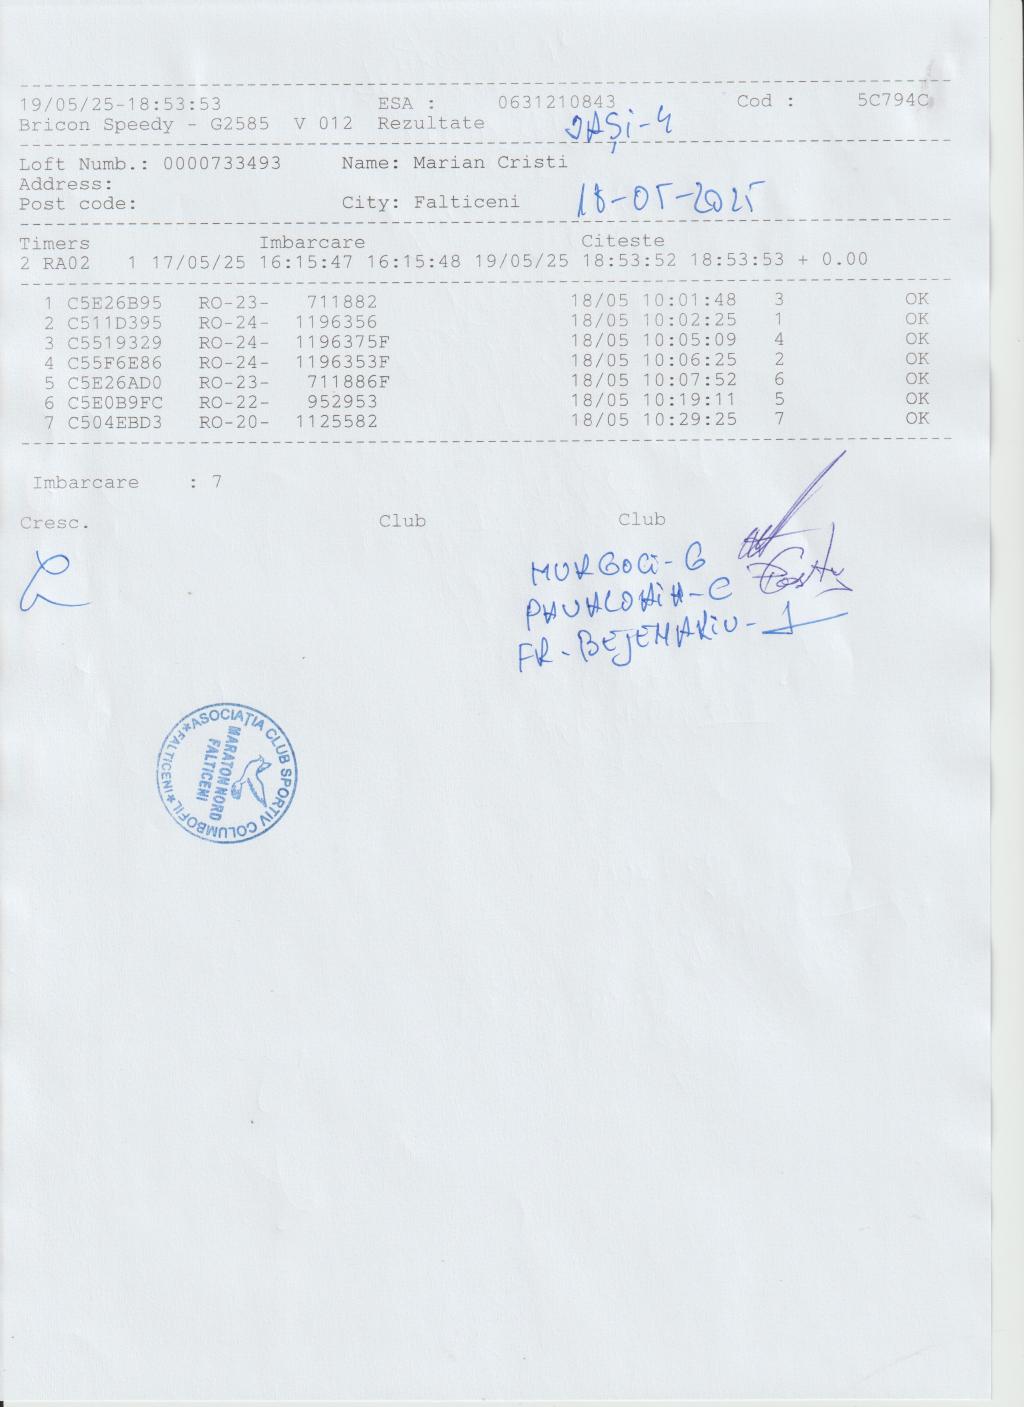 19/05/25-18:53:53 ESA : 0631210843 Cod : 5C794C
Bricon Speedy - G2585 V 012 Rezultate
IAȘI-4
Loft Numb.: 0000733493 Name: Marian Cristi
Address:
Post code: City: Falticeni
18-05-2025
Timers Imbarcare Citeste
2 RA02 1 17/05/25 16:15:47 16:15:48 19/05/25 18:53:52 18:53:53 + 0.00
1 C5E26B95 RO-23- 711882 18/05 10:01:48 3 OK
2 C511D395 RO-24- 1196356 18/05 10:02:25 1 OK
3 C5519329 RO-24- 1196375F 18/05 10:05:09 4 OK
4 C55F6E86 RO-24- 1196353F 18/05 10:06:25 2 OK
5 C5E26AD0 RO-23- 711886F 18/05 10:07:52 6 OK
6 C5E0B9FC RO-22- 952953 18/05 10:19:11 5 OK
7 C504EBD3 RO-20- 1125582 18/05 10:29:25 7 OK
Imbarcare : 7
Cresc. Club Club
MURGOCI-G
PAVALOAIA-C
FR-BEJENARIU-
ASOCIAȚIA CLUB SPORTIV COLUMBOFIL * FALTICENI *
MARATON NORD
FALTICENI